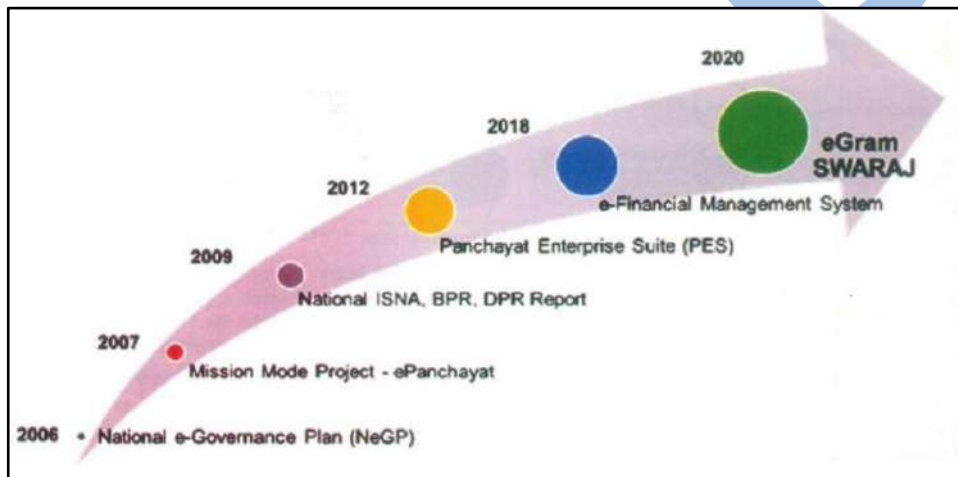 2020
eGram
SWARAJ
2018
e-Financial Management System
2012
Panchayat Enterprise Suite (PES)
2009
National ISNA, BPR, DPR Report
2007
Mission Mode Project - ePanchayat
2006 • National e-Governance Plan (NeGP)